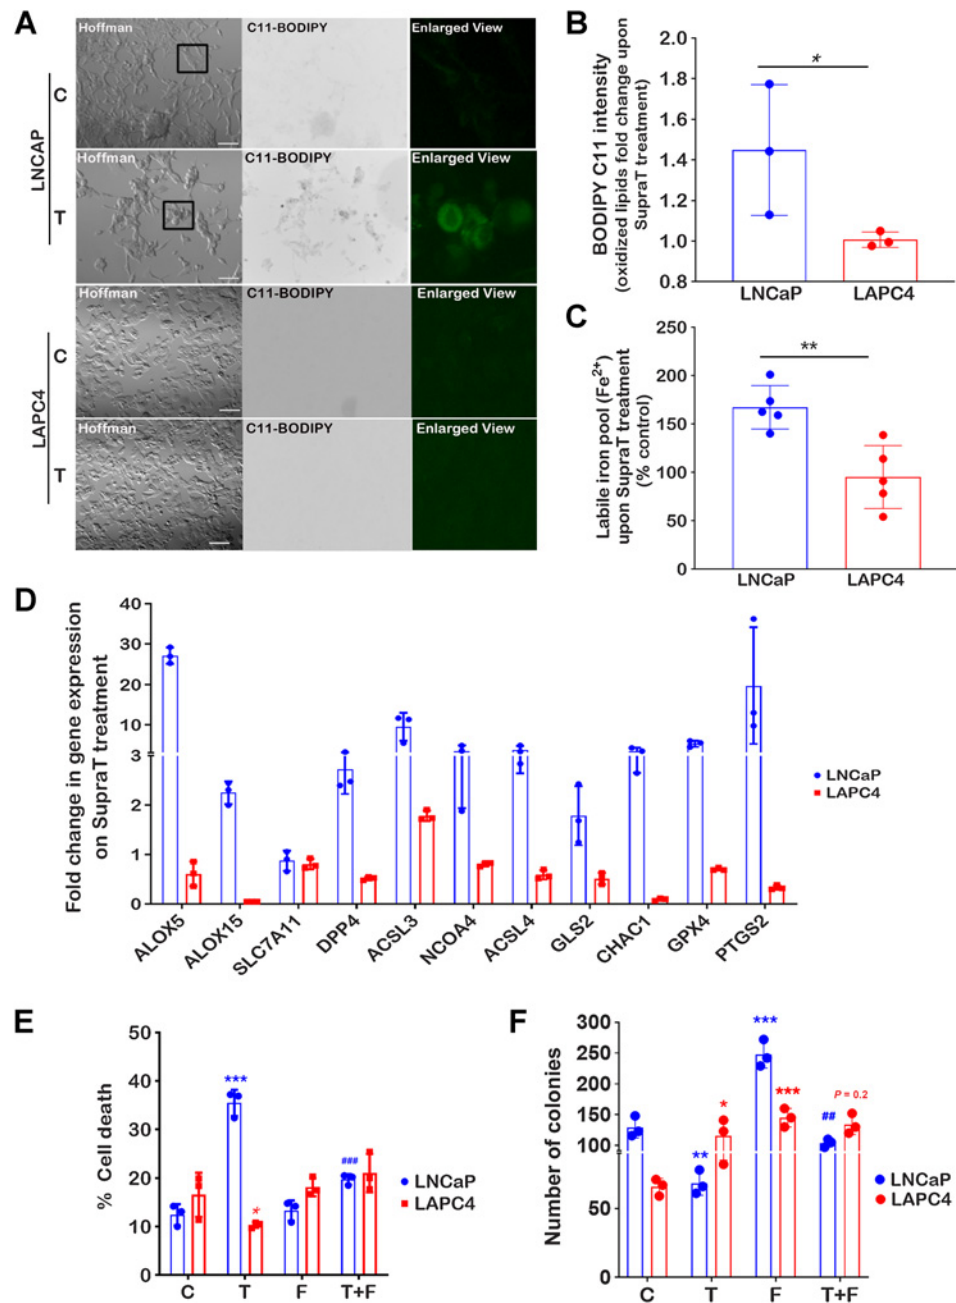 A
Hoffman
C11-BODIPY
Enlarged View
C
LNCAP
Hoffman
C11-BODIPY
Enlarged View
T
Hoffman
C11-BODIPY
Enlarged View
C
LAPC4
Hoffman
C11-BODIPY
Enlarged View
T
B
BODIPY C11 intensity
(oxidized lipids fold change upon
SupraT treatment)
2.0
1.8
1.6
1.4
1.2
1.0
0.8
*
LNCaP
LAPC4
C
Labile iron pool (Fe2+)
upon SupraT treatment
(% control)
250
200
150
100
50
0
**
LNCaP
LAPC4
D
Fold change in gene expression
on SupraT treatment
40
30
20
10
3
2
1
0
ALOX5
ALOX15
SLC7A11
DPP4
ACSL3
NCOA4
ACSL4
GLS2
CHAC1
GPX4
PTGS2
LNCaP
LAPC4
E
% Cell death
50
40
30
20
10
0
***
*
###
C
T
F
T+F
LNCaP
LAPC4
F
Number of colonies
300
250
200
150
100
50
0
**
*
***
***
##
P = 0.2
C
T
F
T+F
LNCaP
LAPC4